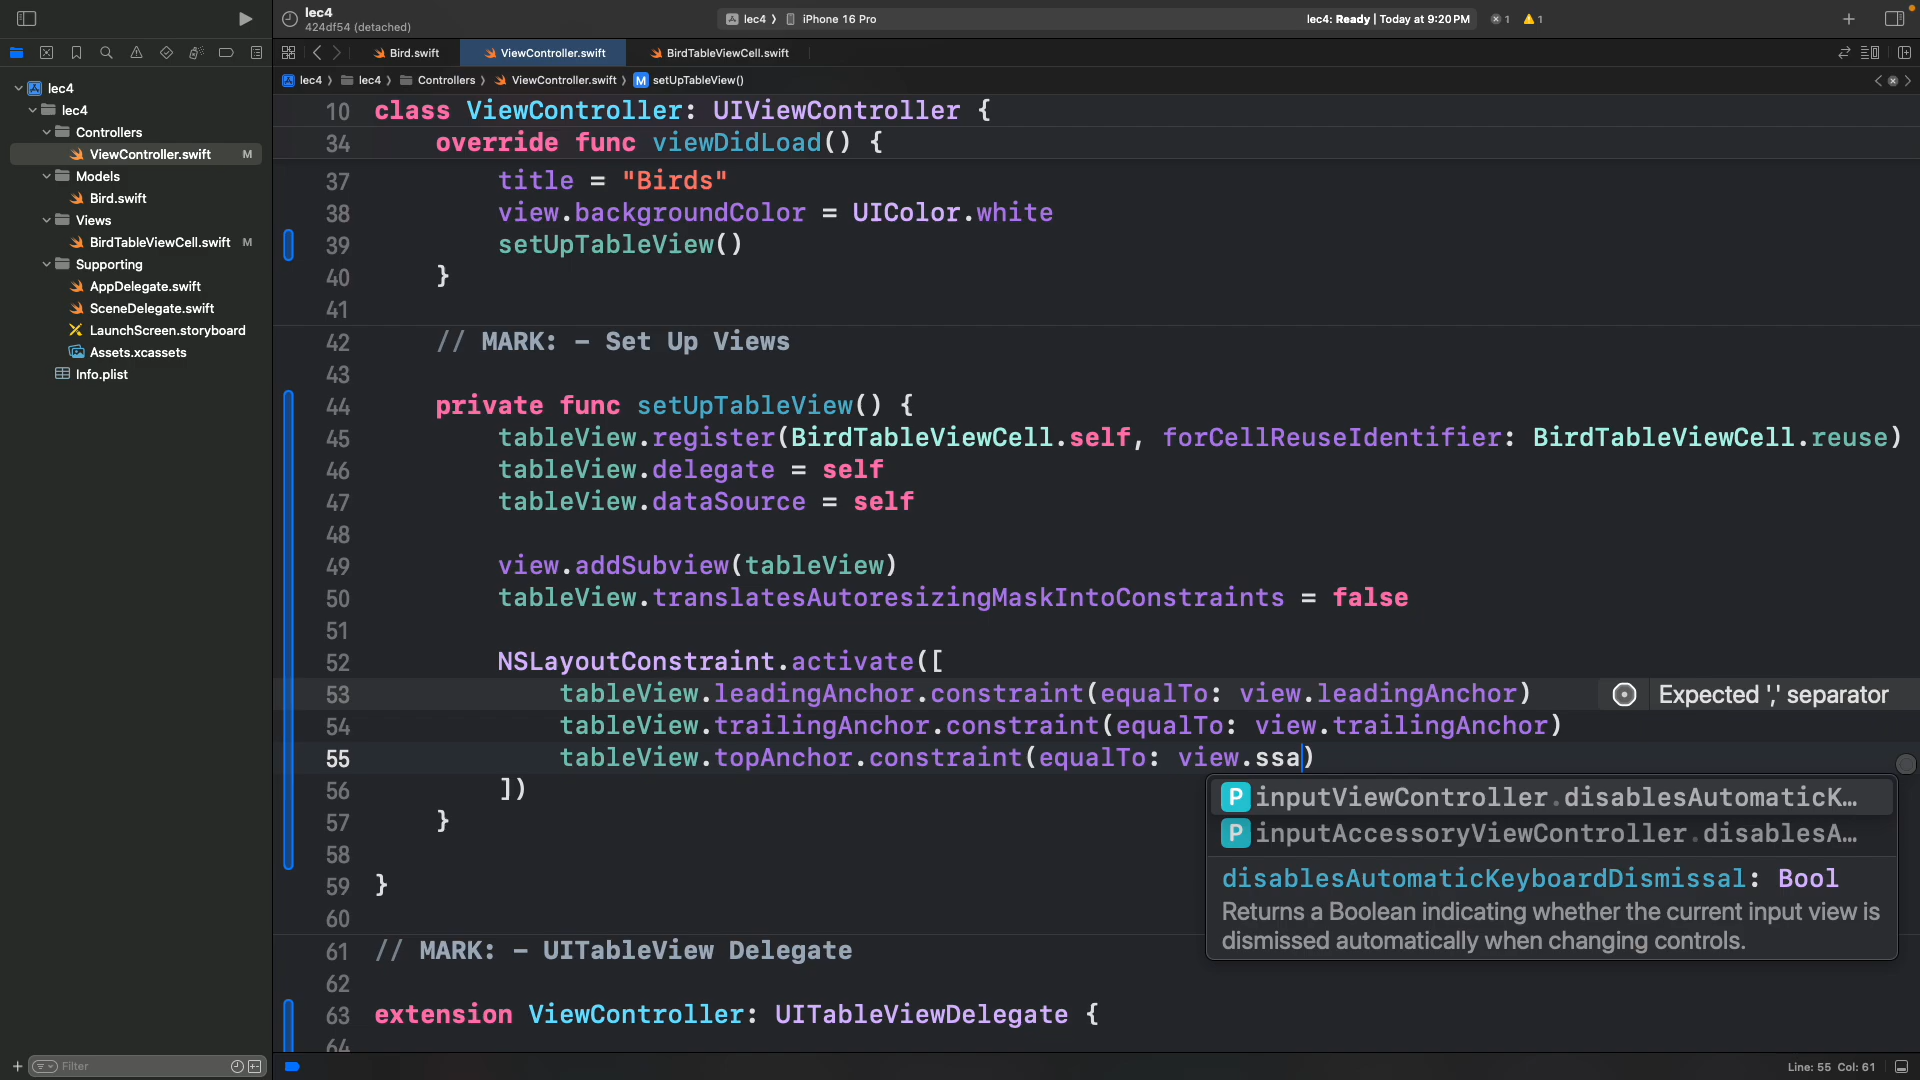 lec4
424df54 (detached)
lec4 〉 iPhone 16 Pro
lec4: Ready | Today at 9:20 PM
1
1
Bird.swift
ViewController.swift
BirdTableViewCell.swift
lec4 〉 lec4 〉 Controllers 〉 ViewController.swift 〉 M setUpTableView()
lec4
lec4
Controllers
ViewController.swift M
Models
Bird.swift
Views
BirdTableViewCell.swift M
Supporting
AppDelegate.swift
SceneDelegate.swift
LaunchScreen.storyboard
Assets.xcassets
Info.plist
Filter
10 class ViewController: UIViewController {
34 override func viewDidLoad() {
37 title = "Birds"
38 view.backgroundColor = UIColor.white
39 setUpTableView()
40 }
41
42 // MARK: - Set Up Views
43
44 private func setUpTableView() {
45 tableView.register(BirdTableViewCell.self, forCellReuseIdentifier: BirdTableViewCell.reuse)
46 tableView.delegate = self
47 tableView.dataSource = self
48
49 view.addSubview(tableView)
50 tableView.translatesAutoresizingMaskIntoConstraints = false
51
52 NSLayoutConstraint.activate([
53 tableView.leadingAnchor.constraint(equalTo: view.leadingAnchor) Expected ',' separator
54 tableView.trailingAnchor.constraint(equalTo: view.trailingAnchor)
55 tableView.topAnchor.constraint(equalTo: view.ssa)
56 ])
57 }
58
59 }
60
61 // MARK: - UITableView Delegate
62
63 extension ViewController: UITableViewDelegate {
64
P inputViewController.disablesAutomaticK…
P inputAccessoryViewController.disablesA…
disablesAutomaticKeyboardDismissal: Bool
Returns a Boolean indicating whether the current input view is
dismissed automatically when changing controls.
Line: 55 Col: 61